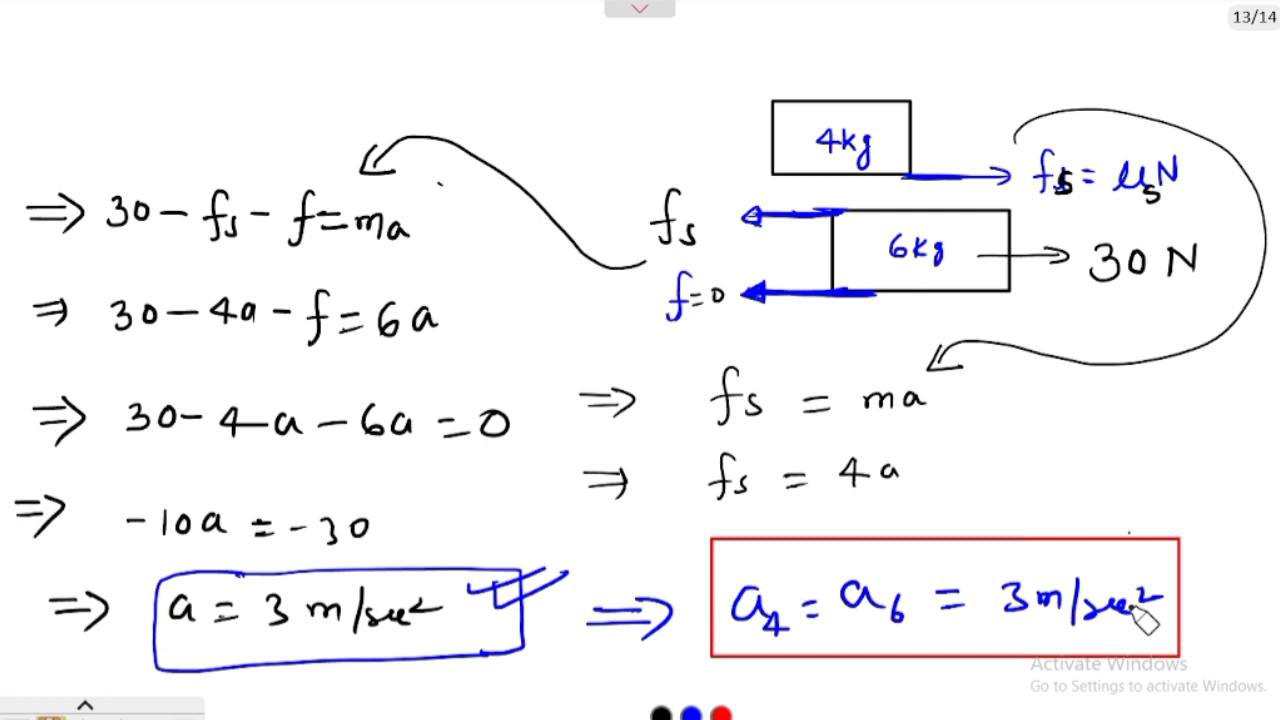 13/14
4kg
fs = μsN
⇒ 30 − fs − f = ma
fs
6kg
30 N
f=0
⇒ 30 − 4a − f = 6a
⇒ fs = ma
⇒ 30 − 4a − 6a = 0
⇒ fs = 4a
⇒ -10a = -30
⇒ a = 3 m/sec²
⇒ a4 = a6 = 3m/sec²
Activate Windows
Go to Settings to activate Windows.